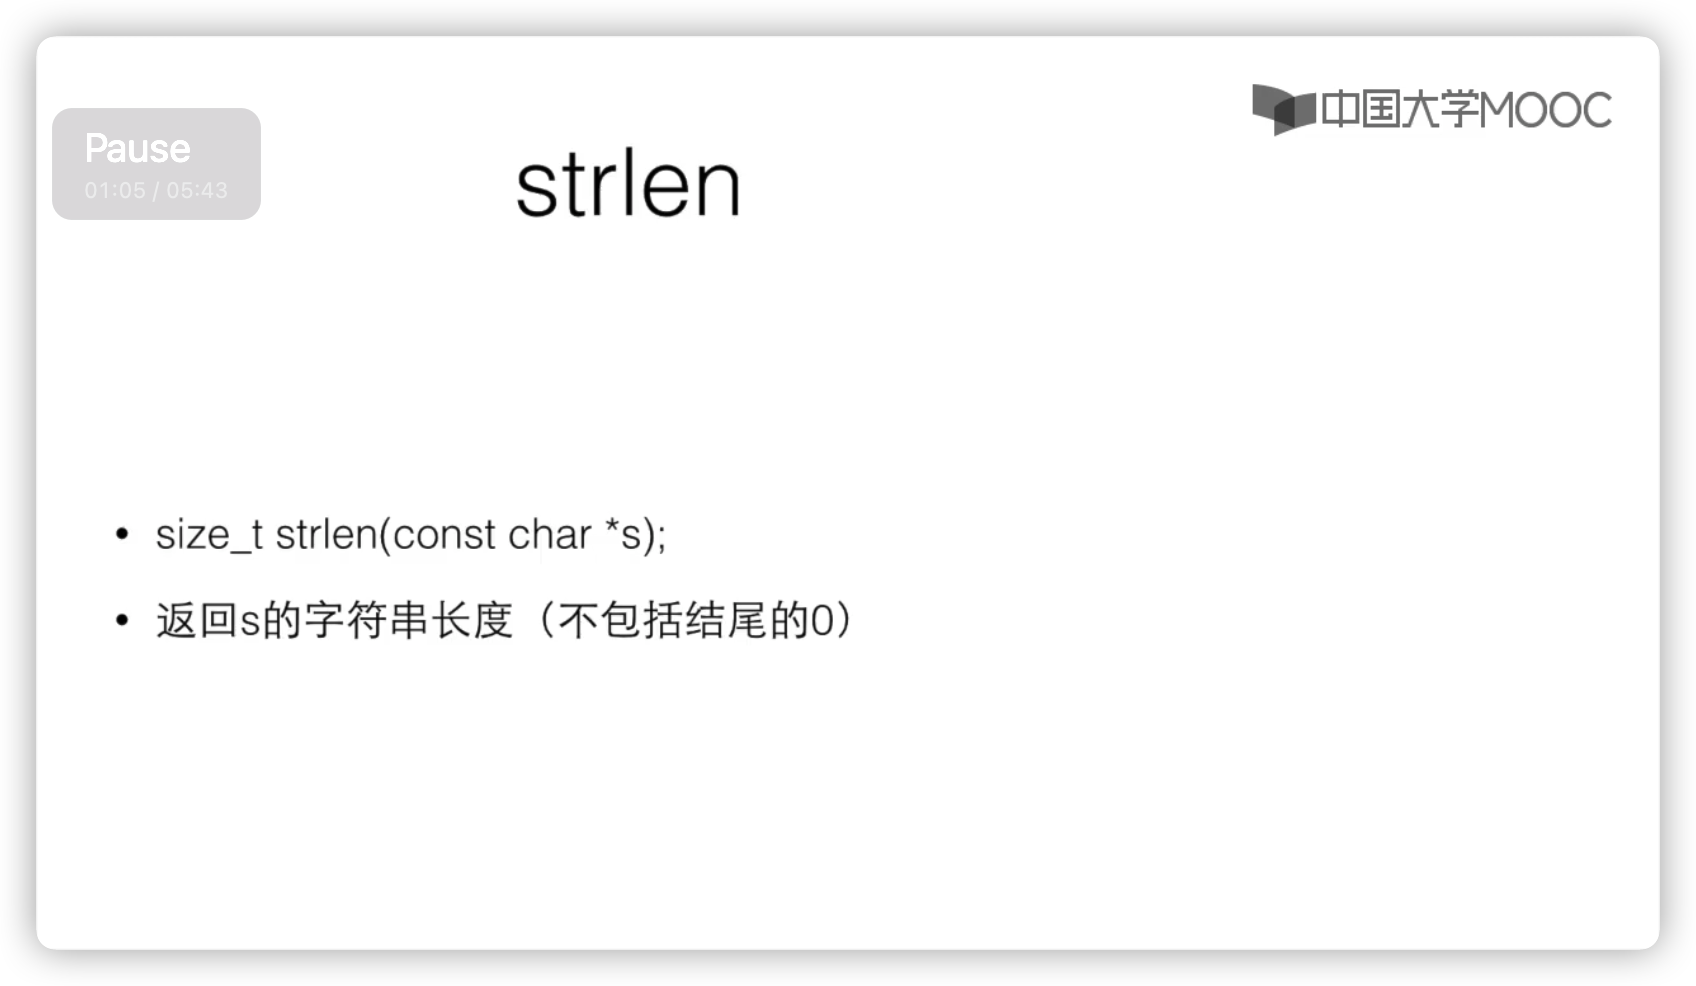 中国大学MOOC
Pause
01:05 / 05:43
strlen
• size_t strlen(const char *s);
• 返回s的字符串长度（不包括结尾的0）